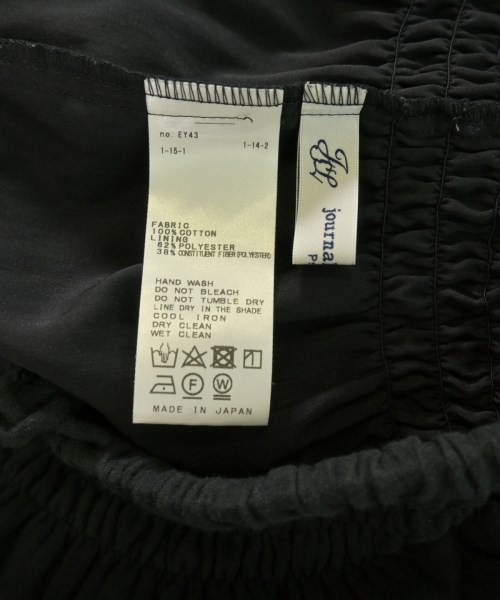 no. EY43
1-15-1 1-14-2
FABRIC
100%COTTON
LINING
62%POLYESTER
38% CONSTITUENT FIBER(POLYESTER)
HAND WASH
DO NOT BLEACH
DO NOT TUMBLE DRY
LINE DRY IN THE SHADE
COOL IRON
DRY CLEAN
WET CLEAN
F W
MADE IN JAPAN
journal